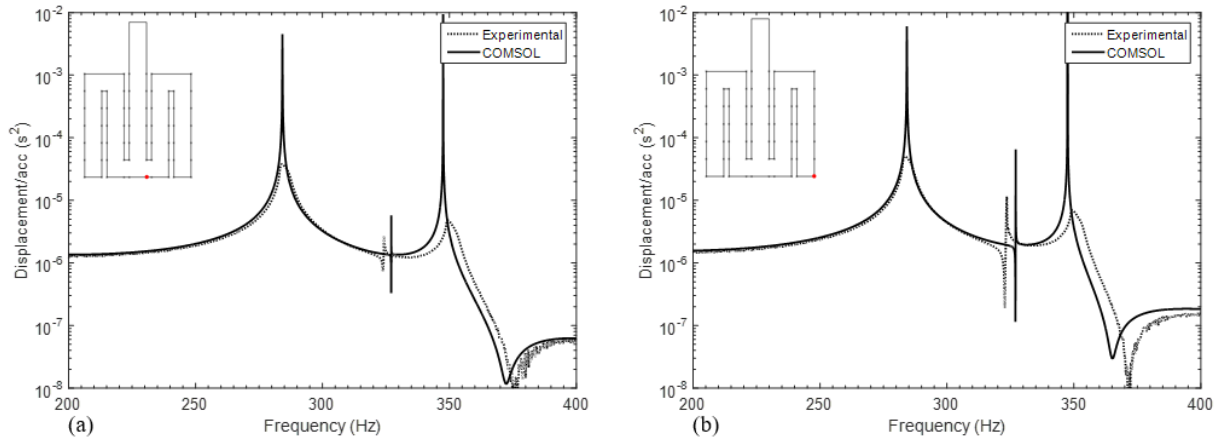 10⁻²
10⁻³
10⁻⁴
10⁻⁵
10⁻⁶
10⁻⁷
10⁻⁸
Displacement/acc (s²)
Experimental
COMSOL
200
250
300
350
400
(a)
Frequency (Hz)
10⁻²
10⁻³
10⁻⁴
10⁻⁵
10⁻⁶
10⁻⁷
10⁻⁸
Displacement/acc (s²)
Experimental
COMSOL
200
250
300
350
400
(b)
Frequency (Hz)